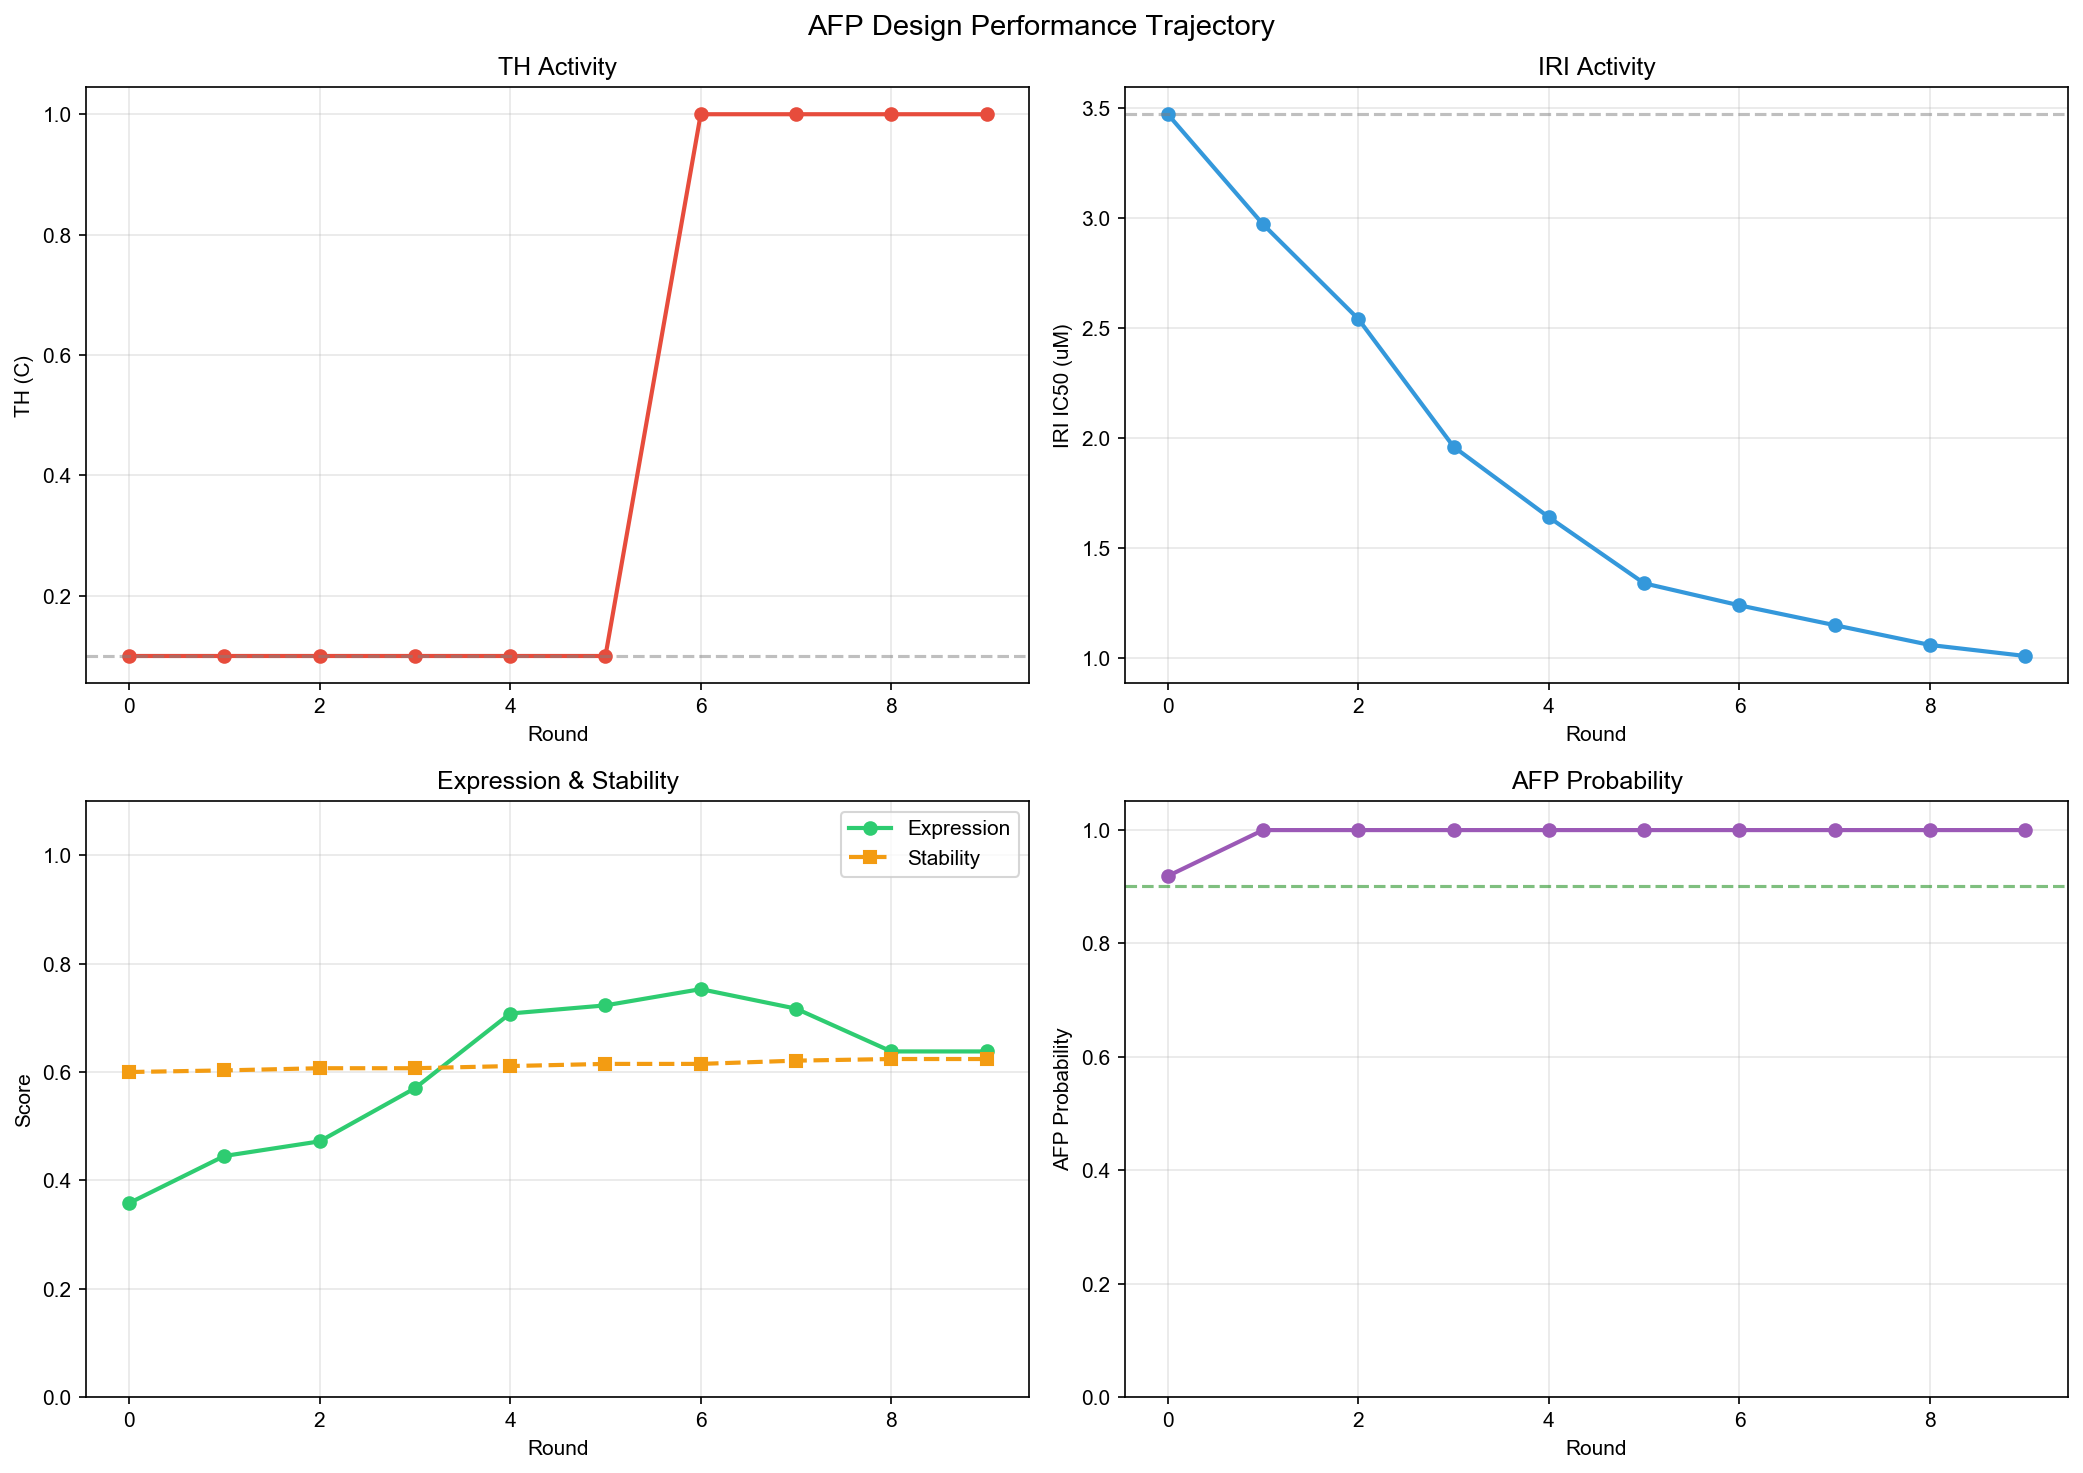 AFP Design Performance Trajectory
TH Activity
TH (C)
1.0
0.8
0.6
0.4
0.2
0 2 4 6 8
Round
IRI Activity
IRI IC50 (uM)
3.5
3.0
2.5
2.0
1.5
1.0
0 2 4 6 8
Round
Expression & Stability
Score
1.0
0.8
0.6
0.4
0.2
0.0
Expression
Stability
0 2 4 6 8
Round
AFP Probability
AFP Probability
1.0
0.8
0.6
0.4
0.2
0.0
0 2 4 6 8
Round